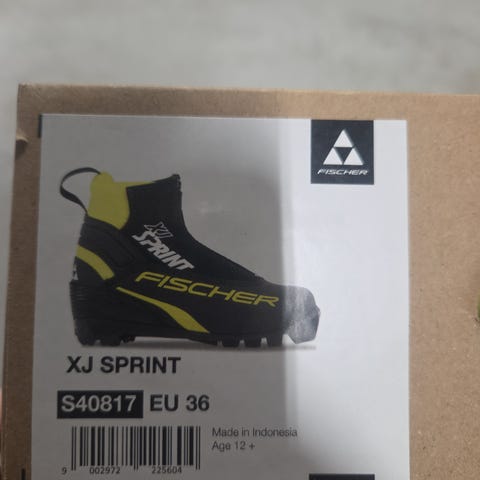 FISCHER
XJ
SPRINT
FISCHER
XJ SPRINT
S40817 EU 36
Made in Indonesia
Age 12 +
9 002972 225604